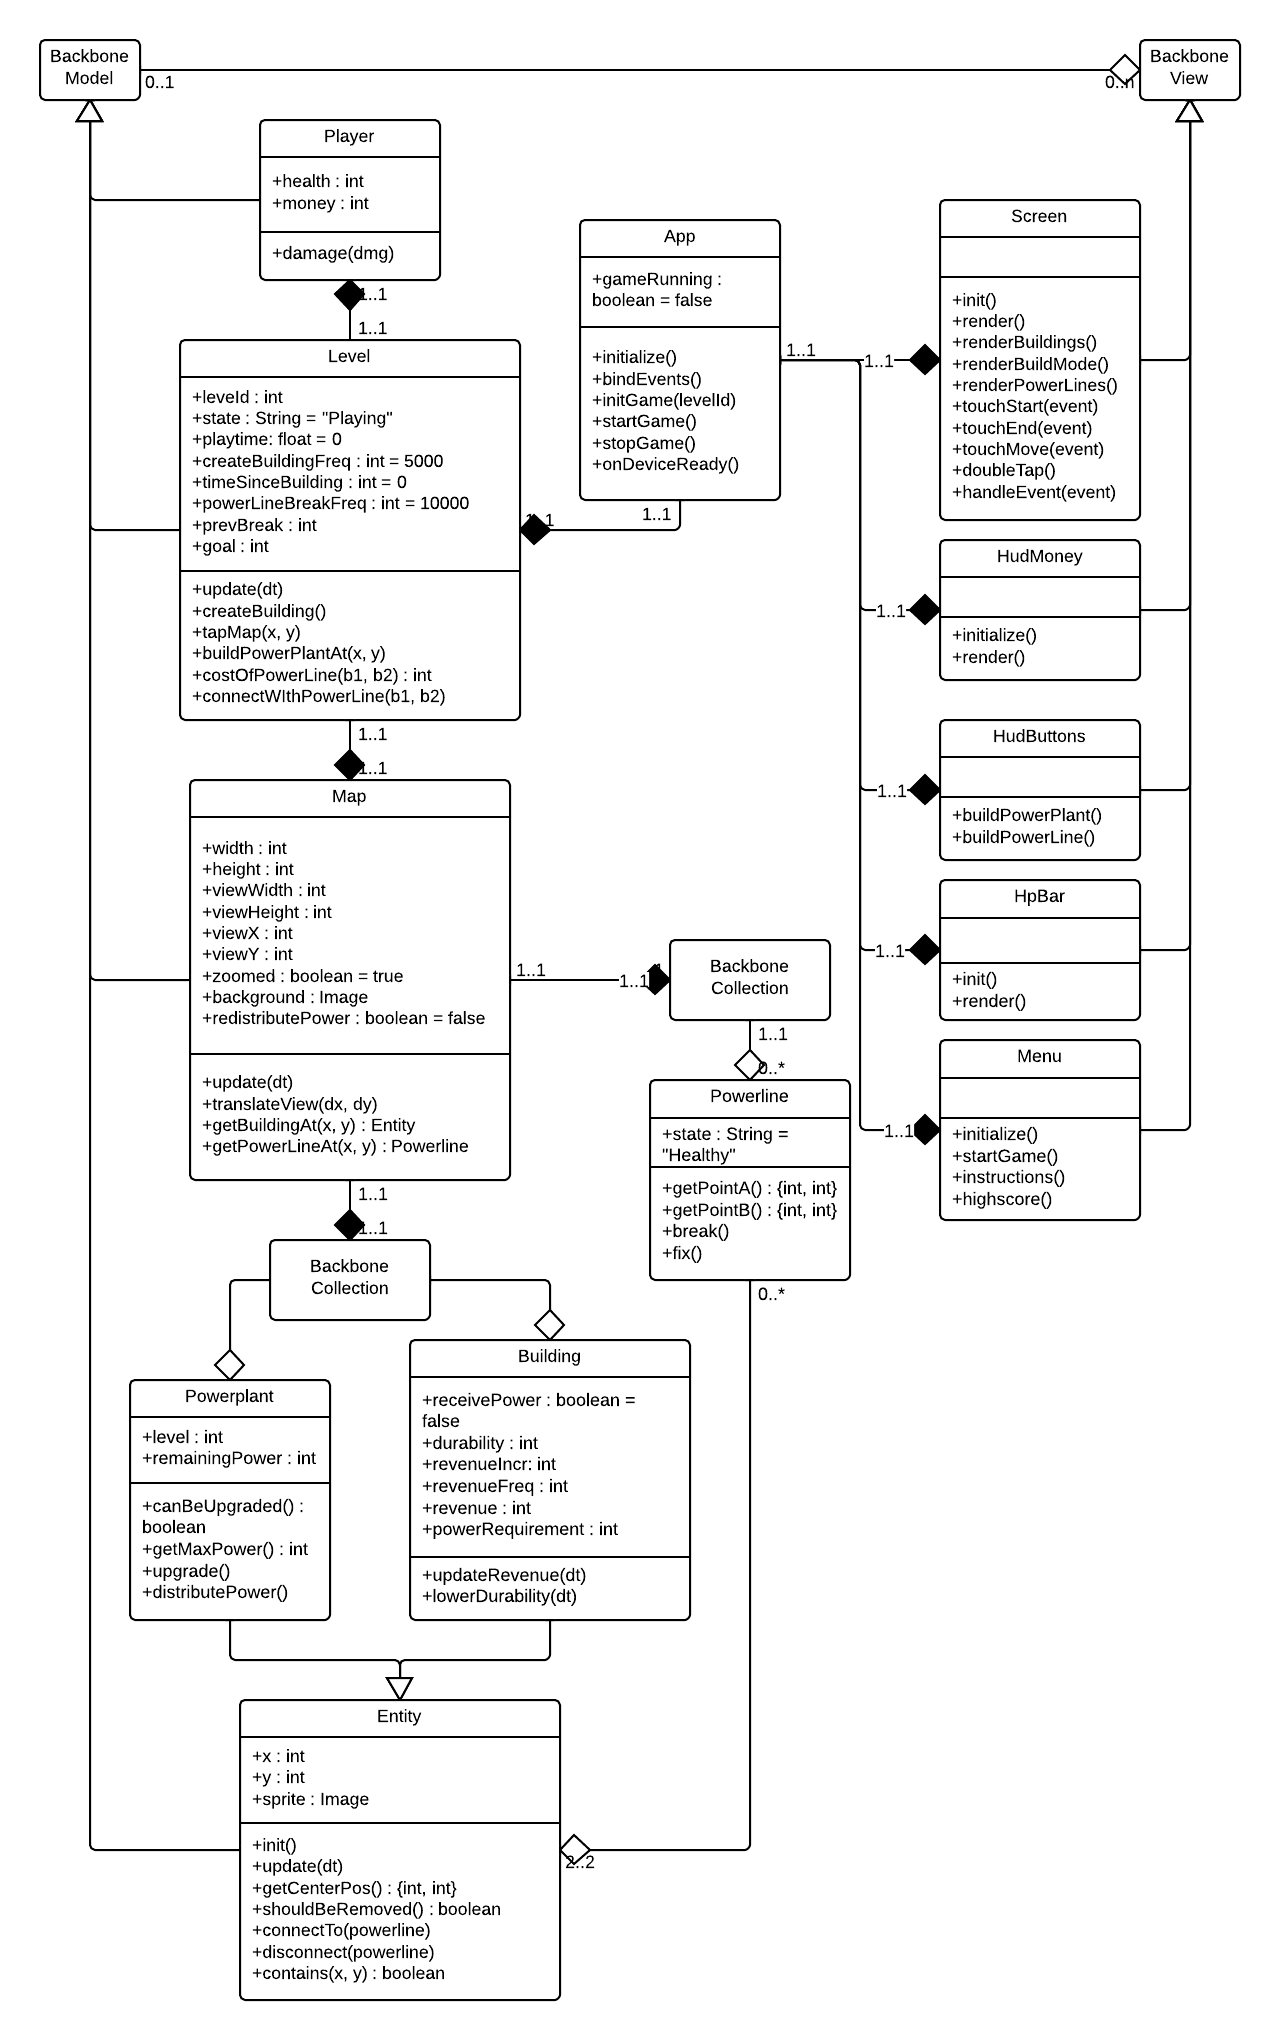 Backbone
Model
0..1
0..n
Backbone
View
Player
+health : int
+money : int
+damage(dmg)
1..1
1..1
Level
+leveId : int
+state : String = "Playing"
+playtime: float = 0
+createBuildingFreq : int = 5000
+timeSinceBuilding : int = 0
+powerLineBreakFreq : int = 10000
+prevBreak : int
+goal : int
+update(dt)
+createBuilding()
+tapMap(x, y)
+buildPowerPlantAt(x, y)
+costOfPowerLine(b1, b2) : int
+connectWIthPowerLine(b1, b2)
1..1
1..1
App
+gameRunning :
boolean = false
+initialize()
+bindEvents()
+initGame(levelId)
+startGame()
+stopGame()
+onDeviceReady()
1..1
1..1
Screen
+init()
+render()
+renderBuildings()
+renderBuildMode()
+renderPowerLines()
+touchStart(event)
+touchEnd(event)
+touchMove(event)
+doubleTap()
+handleEvent(event)
HudMoney
+initialize()
+render()
1..1
HudButtons
+buildPowerPlant()
+buildPowerLine()
1..1
HpBar
+init()
+render()
1..1
Menu
+initialize()
+startGame()
+instructions()
+highscore()
1..1
1..1
1..1
Map
+width : int
+height : int
+viewWidth : int
+viewHeight : int
+viewX : int
+viewY : int
+zoomed : boolean = true
+background : Image
+redistributePower : boolean = false
+update(dt)
+translateView(dx, dy)
+getBuildingAt(x, y) : Entity
+getPowerLineAt(x, y) : Powerline
1..1
1..1
Backbone
Collection
1..1
0..*
Powerline
+state : String =
"Healthy"
+getPointA() : {int, int}
+getPointB() : {int, int}
+break()
+fix()
0..*
1..1
1..1
Backbone
Collection
Powerplant
+level : int
+remainingPower : int
+canBeUpgraded() :
boolean
+getMaxPower() : int
+upgrade()
+distributePower()
Building
+receivePower : boolean =
false
+durability : int
+revenueIncr: int
+revenueFreq : int
+revenue : int
+powerRequirement : int
+updateRevenue(dt)
+lowerDurability(dt)
Entity
+x : int
+y : int
+sprite : Image
+init()
+update(dt)
+getCenterPos() : {int, int}
+shouldBeRemoved() : boolean
+connectTo(powerline)
+disconnect(powerline)
+contains(x, y) : boolean
2..2